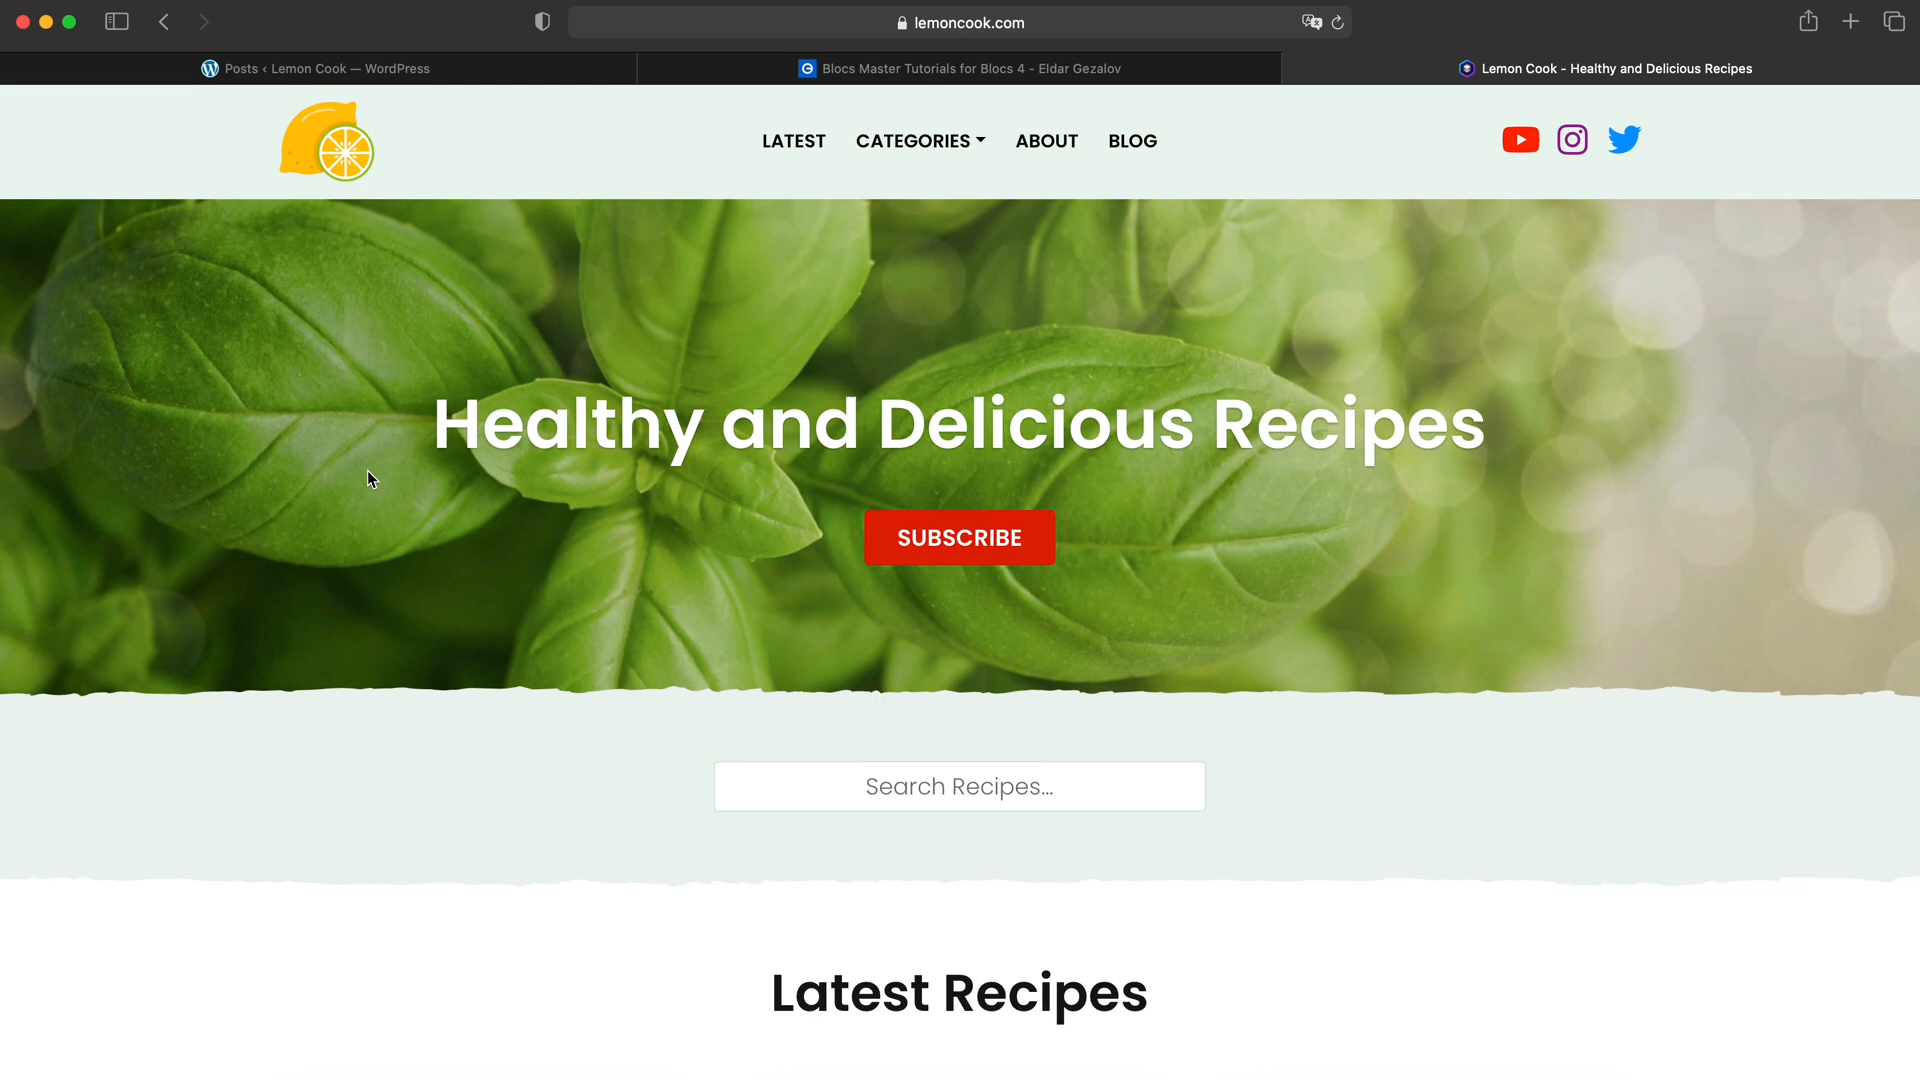 lemoncook.com
Posts < Lemon Cook — WordPress
Blocs Master Tutorials for Blocs 4 - Eldar Gezalov
Lemon Cook - Healthy and Delicious Recipes
LATEST
CATEGORIES
ABOUT
BLOG
Healthy and Delicious Recipes
SUBSCRIBE
Search Recipes...
Latest Recipes